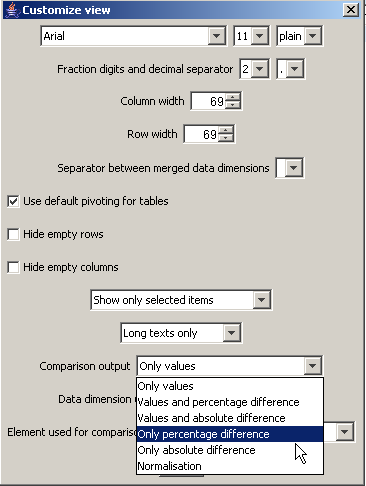 Customize view
Arial 11 plain
Fraction digits and decimal separator 2 .
Column width 69
Row width 69
Separator between merged data dimensions
Use default pivoting for tables
Hide empty rows
Hide empty columns
Show only selected items
Long texts only
Comparison output Only values
Only values
Data dimension Values and percentage difference
Values and absolute difference
Element used for Only percentage difference
Only absolute difference
Normalisation